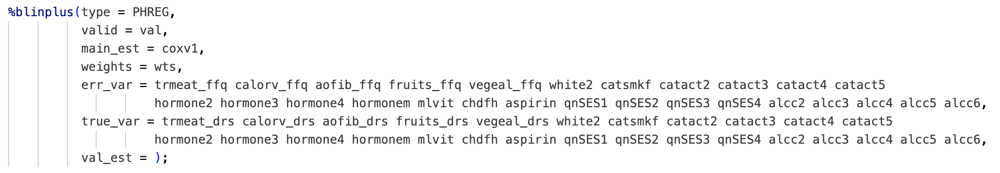 %blinplus(type = PHREG,
valid = val,
main_est = coxv1,
weights = wts,
err_var = trmeat_ffq calorv_ffq aofib_ffq fruits_ffq vegeal_ffq white2 catsmkf catact2 catact3 catact4 catact5
hormone2 hormone3 hormone4 hormonem mlvit chdfh aspirin qnSES1 qnSES2 qnSES3 qnSES4 alcc2 alcc3 alcc4 alcc5 alcc6,
true_var = trmeat_drs calorv_drs aofib_drs fruits_drs vegeal_drs white2 catsmkf catact2 catact3 catact4 catact5
hormone2 hormone3 hormone4 hormonem mlvit chdfh aspirin qnSES1 qnSES2 qnSES3 qnSES4 alcc2 alcc3 alcc4 alcc5 alcc6,
val_est = );